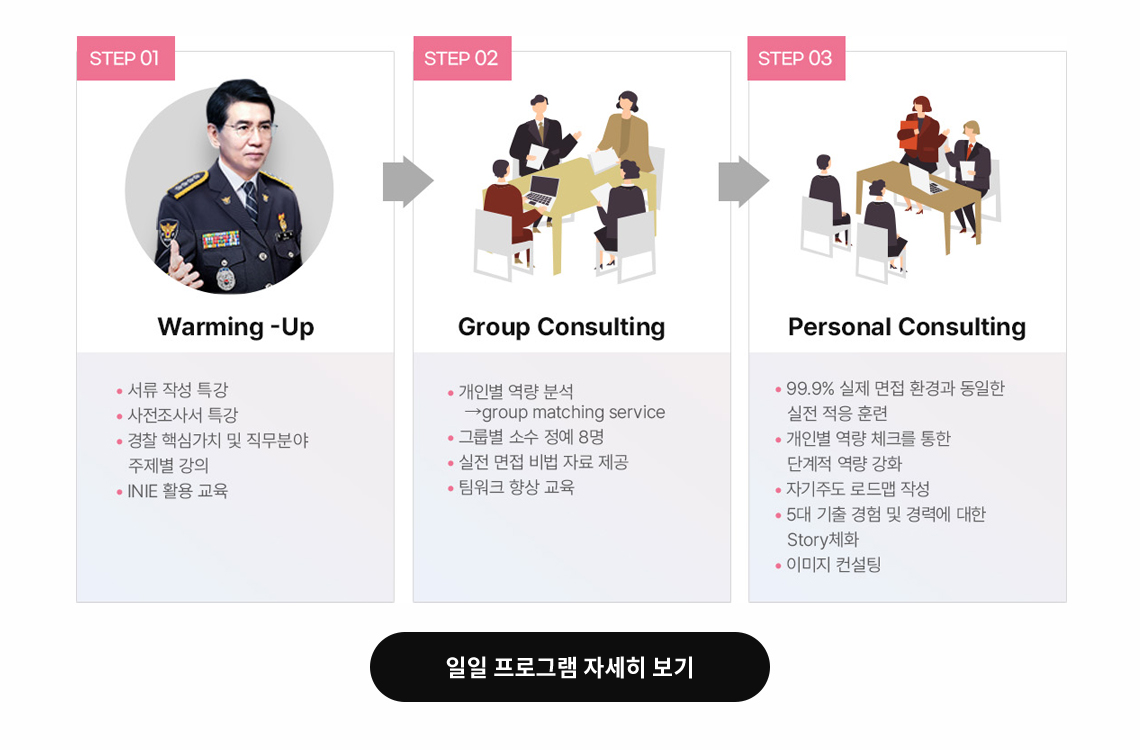 STEP 01
Warming -Up
• 서류 작성 특강
• 사전조사서 특강
• 경찰 핵심가치 및 직무분야
주제별 강의
• INIE 활용 교육
STEP 02
Group Consulting
• 개인별 역량 분석
→group matching service
• 그룹별 소수 정예 8명
• 실전 면접 비법 자료 제공
• 팀워크 향상 교육
STEP 03
Personal Consulting
• 99.9% 실제 면접 환경과 동일한
실전 적응 훈련
• 개인별 역량 체크를 통한
단계적 역량 강화
• 자기주도 로드맵 작성
• 5대 기출 경험 및 경력에 대한
Story체화
• 이미지 컨설팅
일일 프로그램 자세히 보기